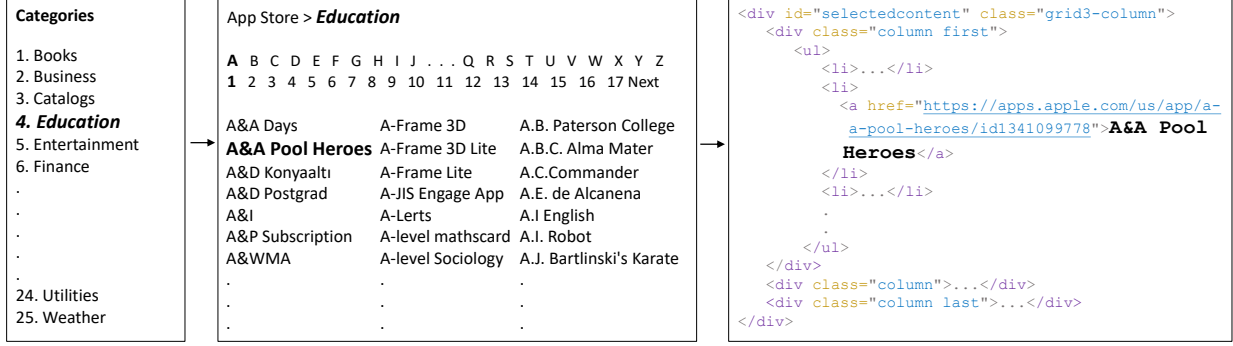 Categories
1. Books
2. Business
3. Catalogs
4. Education
5. Entertainment
6. Finance
.
.
.
.
.
24. Utilities
25. Weather
App Store > Education
A B C D E F G H I J . . . Q R S T U V W X Y Z
1 2 3 4 5 6 7 8 9 10 11 12 13 14 15 16 17 Next
A&A Days A-Frame 3D A.B. Paterson College
A&A Pool Heroes A-Frame 3D Lite A.B.C. Alma Mater
A&D Konyaaltı A-Frame Lite A.C.Commander
A&D Postgrad A-JIS Engage App A.E. de Alcanena
A&I A-Lerts A.I English
A&P Subscription A-level mathscard A.I. Robot
A&WMA A-level Sociology A.J. Bartlinski's Karate
. . .
. . .
. . .
<div id="selectedcontent" class="grid3-column">
<div class="column first">
<ul>
<li>...</li>
<li>
<a href="https://apps.apple.com/us/app/a-
a-pool-heroes/id1341099778">A&A Pool
Heroes</a>
</li>
<li>...</li>
.
.
</ul>
</div>
<div class="column">...</div>
<div class="column last">...</div>
</div>